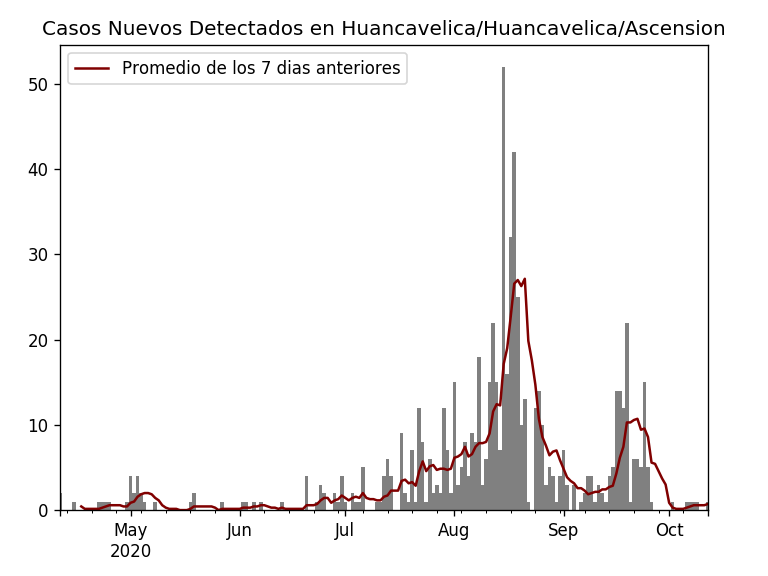 Casos Nuevos Detectados en Huancavelica/Huancavelica/Ascension
Promedio de los 7 dias anteriores
50
40
30
20
10
0
May Jun Jul Aug Sep Oct
2020